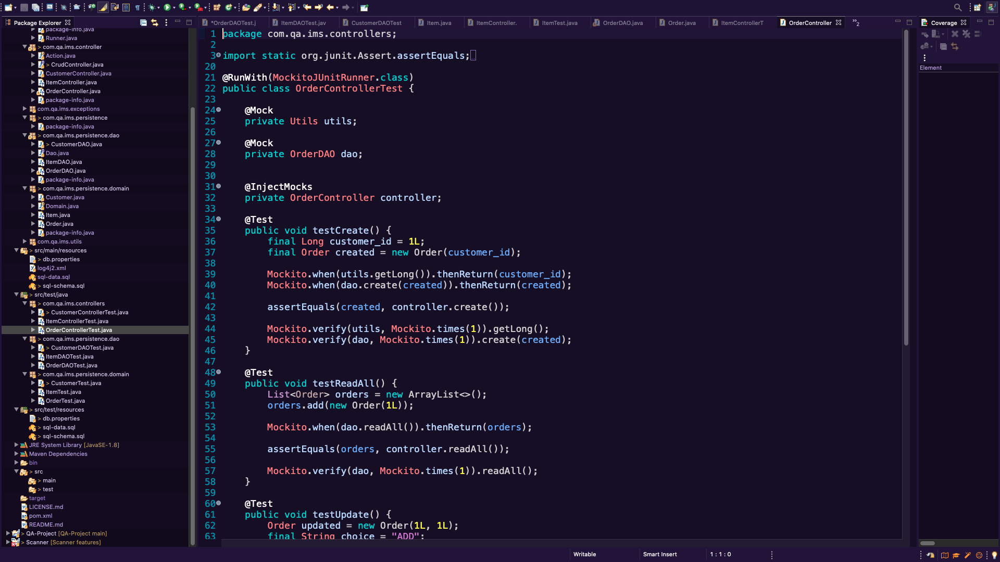 Package Explorer
package-info.java
Runner.java
> com.qa.ims.controller
Action.java
> CrudController.java
CustomerController.java
ItemController.java
OrderController.java
package-info.java
com.qa.ims.exceptions
> com.qa.ims.persistence
package-info.java
> com.qa.ims.persistence.dao
> CustomerDAO.java
Dao.java
ItemDAO.java
OrderDAO.java
package-info.java
> com.qa.ims.persistence.domain
Customer.java
Domain.java
Item.java
Order.java
package-info.java
com.qa.ims.utils
> src/main/resources
> db.properties
log4j2.xml
sql-data.sql
> sql-schema.sql
> src/test/java
> com.qa.ims.controllers
> CustomerControllerTest.java
ItemControllerTest.java
OrderControllerTest.java
> com.qa.ims.persistence.dao
> CustomerDAOTest.java
ItemDAOTest.java
OrderDAOTest.java
> com.qa.ims.persistence.domain
> CustomerTest.java
ItemTest.java
OrderTest.java
> src/test/resources
> db.properties
> sql-data.sql
> sql-schema.sql
JRE System Library [JavaSE-1.8]
Maven Dependencies
bin
> src
> main
> test
target
LICENSE.md
pom.xml
README.md
> QA-Project [QA-Project main]
> Scanner [Scanner features]
*OrderDAOTest.j ItemDAOTest.jav CustomerDAOTest Item.java ItemController. ItemTest.java OrderDAO.java Order.java ItemControllerT OrderController »2
1 package com.qa.ims.controllers;
2
3 import static org.junit.Assert.assertEquals;
20
21 @RunWith(MockitoJUnitRunner.class)
22 public class OrderControllerTest {
23
24 @Mock
25 private Utils utils;
26
27 @Mock
28 private OrderDAO dao;
29
30
31 @InjectMocks
32 private OrderController controller;
33
34 @Test
35 public void testCreate() {
36 final Long customer_id = 1L;
37 final Order created = new Order(customer_id);
38
39 Mockito.when(utils.getLong()).thenReturn(customer_id);
40 Mockito.when(dao.create(created)).thenReturn(created);
41
42 assertEquals(created, controller.create());
43
44 Mockito.verify(utils, Mockito.times(1)).getLong();
45 Mockito.verify(dao, Mockito.times(1)).create(created);
46 }
47
48 @Test
49 public void testReadAll() {
50 List<Order> orders = new ArrayList<>();
51 orders.add(new Order(1L));
52
53 Mockito.when(dao.readAll()).thenReturn(orders);
54
55 assertEquals(orders, controller.readAll());
56
57 Mockito.verify(dao, Mockito.times(1)).readAll();
58 }
59
60 @Test
61 public void testUpdate() {
62 Order updated = new Order(1L, 1L);
63 final String choice = "ADD";
Coverage
Element
Writable Smart Insert 1 : 1 : 0